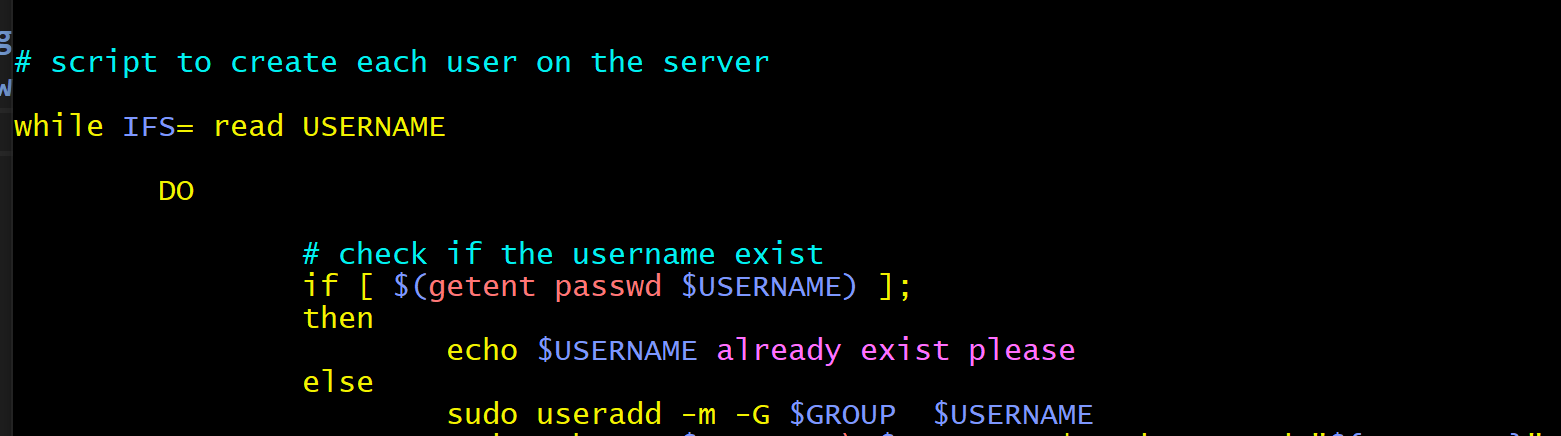 # script to create each user on the server
while IFS= read USERNAME
DO
# check if the username exist
if [ $(getent passwd $USERNAME) ];
then
echo $USERNAME already exist please
else
sudo useradd -m -G $GROUP  $USERNAME